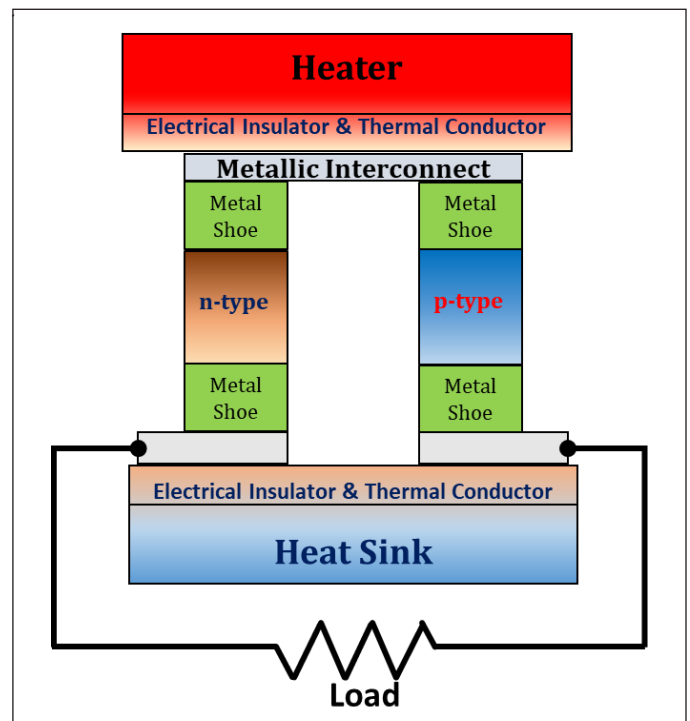 Heater
Electrical Insulator & Thermal Conductor
Metallic Interconnect
Metal
Shoe
Metal
Shoe
n-type
p-type
Metal
Shoe
Metal
Shoe
Electrical Insulator & Thermal Conductor
Heat Sink
Load